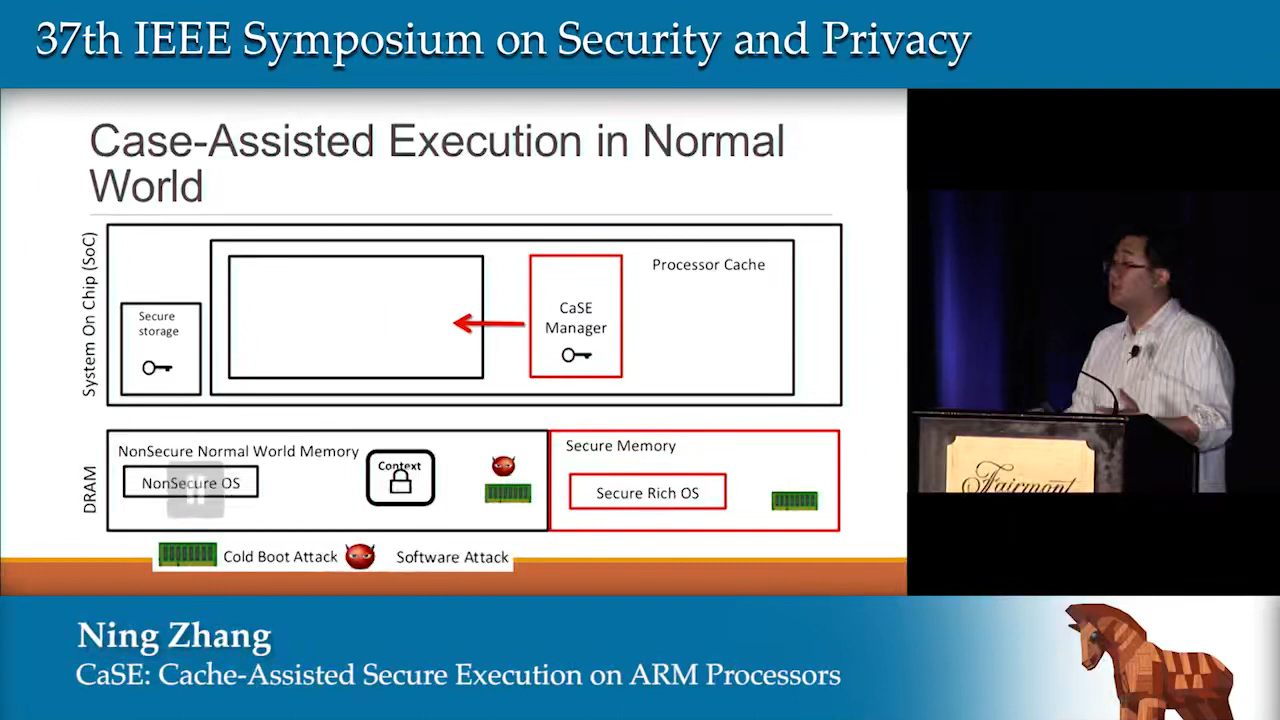 37th IEEE Symposium on Security and Privacy
Case-Assisted Execution in Normal
World
System On Chip (SoC)
Secure
storage
CaSE
Manager
Processor Cache
DRAM
NonSecure Normal World Memory
NonSecure OS
Context
Secure Memory
Secure Rich OS
Cold Boot Attack
Software Attack
Fairmont
Ning Zhang
CaSE: Cache-Assisted Secure Execution on ARM Processors